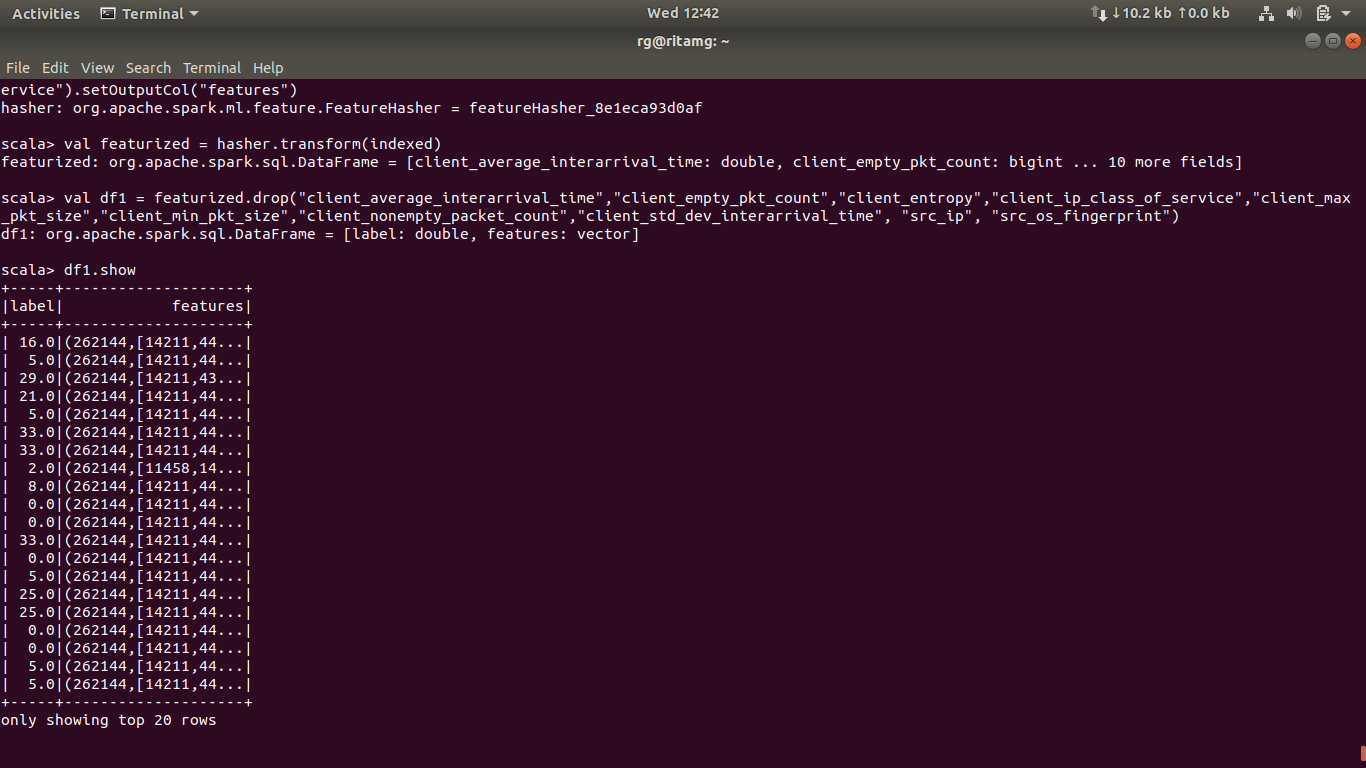 Activities Terminal Wed 12:42 ↓10.2 kb ↑0.0 kb
rg@ritamg: ~
File Edit View Search Terminal Help
ervice").setOutputCol("features")
hasher: org.apache.spark.ml.feature.FeatureHasher = featureHasher_8e1eca93d0af
scala> val featurized = hasher.transform(indexed)
featurized: org.apache.spark.sql.DataFrame = [client_average_interarrival_time: double, client_empty_pkt_count: bigint ... 10 more fields]
scala> val df1 = featurized.drop("client_average_interarrival_time","client_empty_pkt_count","client_entropy","client_ip_class_of_service","client_max
_pkt_size","client_min_pkt_size","client_nonempty_packet_count","client_std_dev_interarrival_time", "src_ip", "src_os_fingerprint")
df1: org.apache.spark.sql.DataFrame = [label: double, features: vector]
scala> df1.show
+-----+--------------------+
|label|            features|
+-----+--------------------+
| 16.0|(262144,[14211,44...|
|  5.0|(262144,[14211,44...|
| 29.0|(262144,[14211,43...|
| 21.0|(262144,[14211,44...|
|  5.0|(262144,[14211,44...|
| 33.0|(262144,[14211,44...|
| 33.0|(262144,[14211,44...|
|  2.0|(262144,[11458,14...|
|  8.0|(262144,[14211,44...|
|  0.0|(262144,[14211,44...|
|  0.0|(262144,[14211,44...|
| 33.0|(262144,[14211,44...|
|  0.0|(262144,[14211,44...|
|  5.0|(262144,[14211,44...|
| 25.0|(262144,[14211,44...|
| 25.0|(262144,[14211,44...|
|  0.0|(262144,[14211,44...|
|  0.0|(262144,[14211,44...|
|  5.0|(262144,[14211,44...|
|  5.0|(262144,[14211,44...|
+-----+--------------------+
only showing top 20 rows